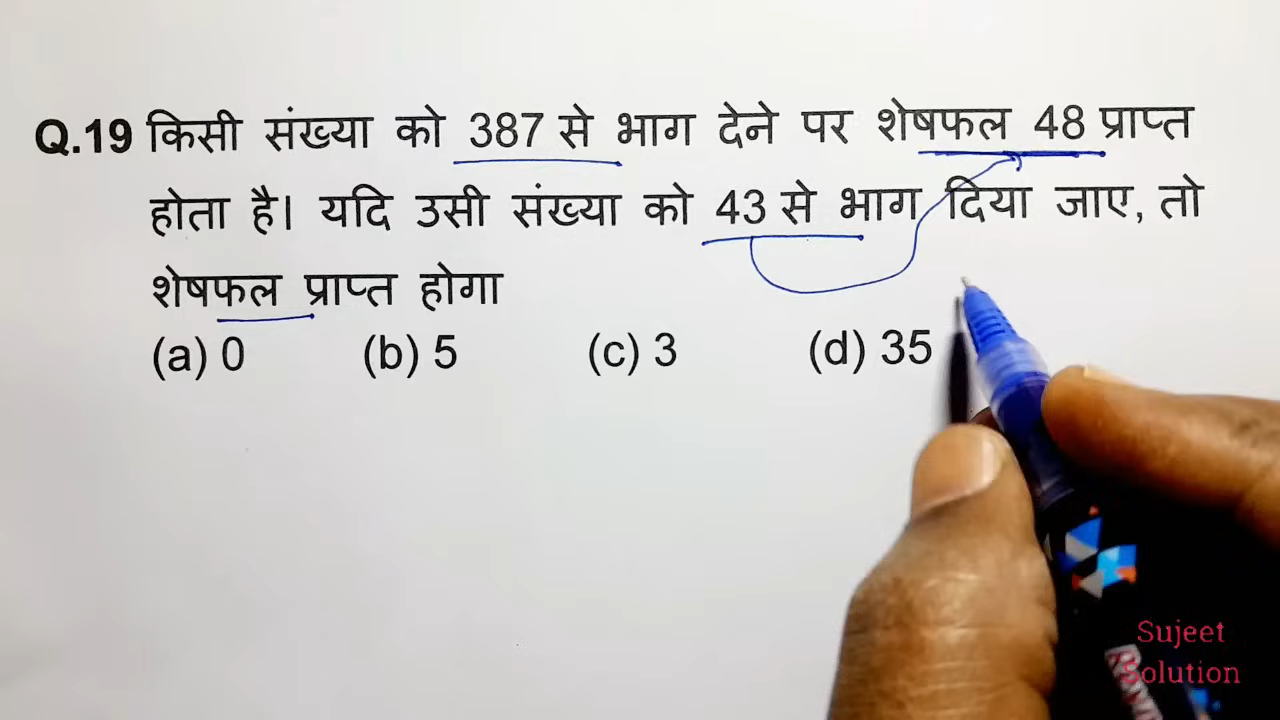 Q.19 किसी संख्या को 387 से भाग देने पर शेषफल 48 प्राप्त
होता है। यदि उसी संख्या को 43 से भाग दिया जाए, तो
शेषफल प्राप्त होगा
(a) 0 (b) 5 (c) 3 (d) 35
Sujeet
Solution